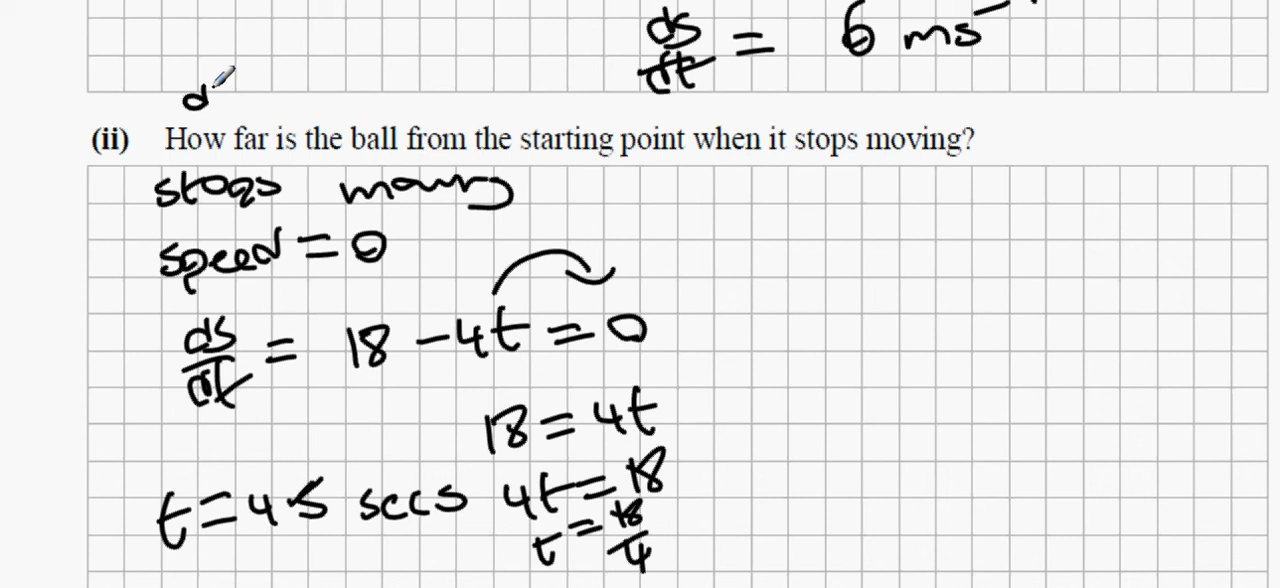 ds/dt = 6 ms⁻¹
d
(ii) How far is the ball from the starting point when it stops moving?
stops moving
speed = 0
ds/dt = 18 − 4t = 0
18 = 4t
4t = 18
t = 4.5 secs t = 18/4